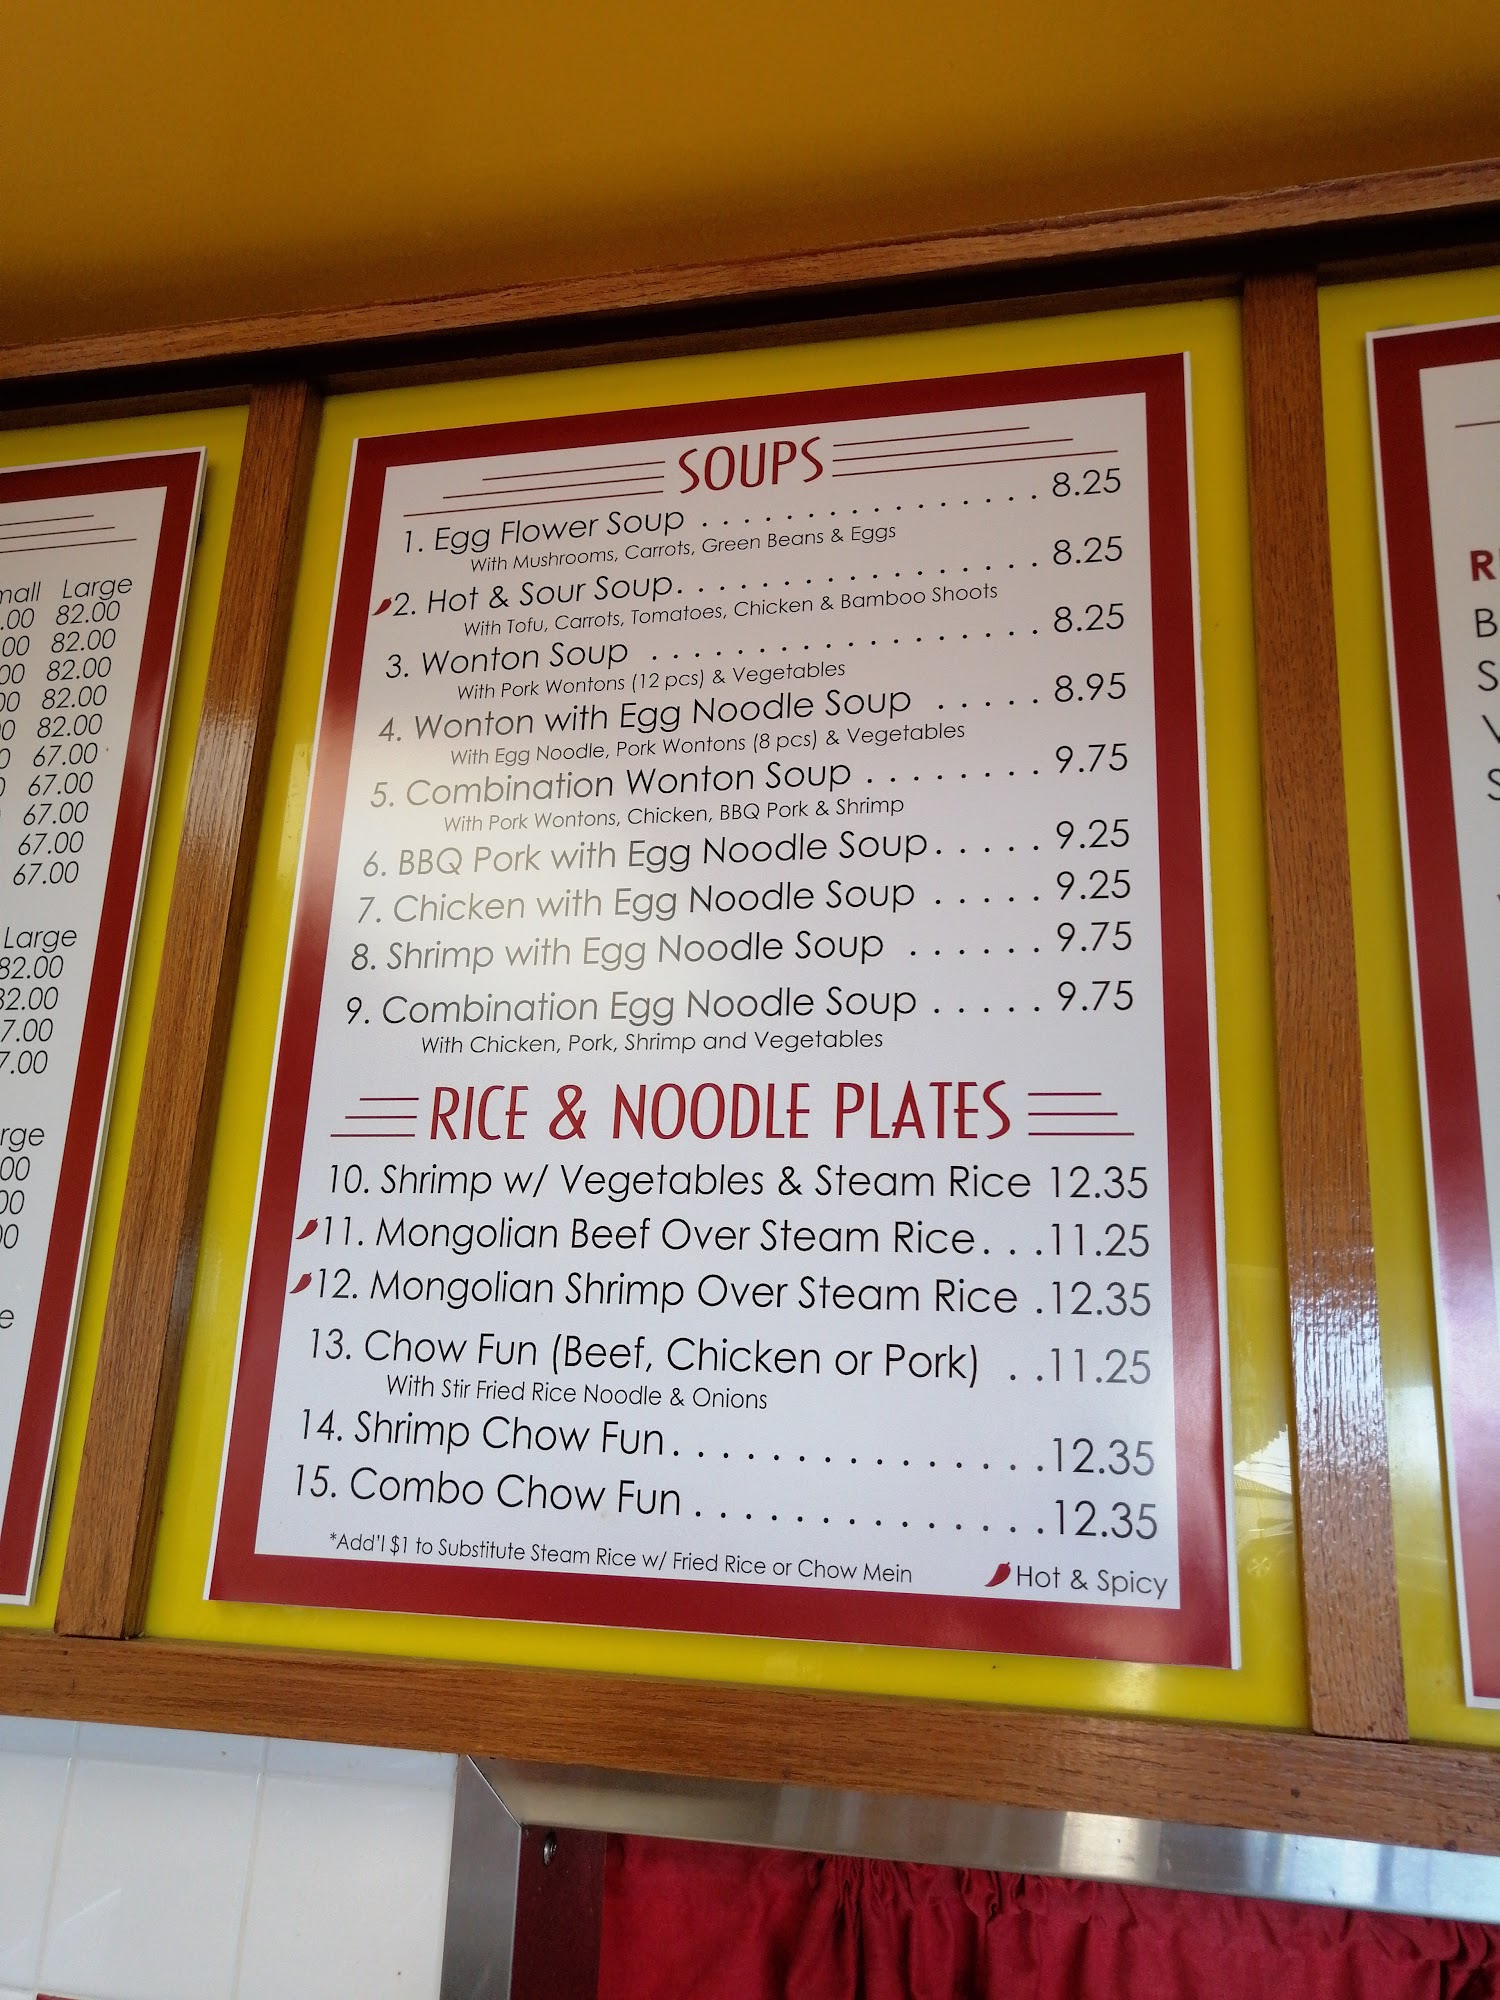 SOUPS
1. Egg Flower Soup . . . . . . . . . . . . . . . 8.25
With Mushrooms, Carrots, Green Beans & Eggs
2. Hot & Sour Soup. . . . . . . . . . . . . . . . . 8.25
With Tofu, Carrots, Tomatoes, Chicken & Bamboo Shoots
3. Wonton Soup . . . . . . . . . . . . . . . . . . 8.25
With Pork Wontons (12 pcs) & Vegetables
4. Wonton with Egg Noodle Soup . . . . . 8.95
With Egg Noodle, Pork Wontons (8 pcs) & Vegetables
5. Combination Wonton Soup . . . . . . . . 9.75
With Pork Wontons, Chicken, BBQ Pork & Shrimp
6. BBQ Pork with Egg Noodle Soup. . . . . 9.25
7. Chicken with Egg Noodle Soup . . . . . 9.25
8. Shrimp with Egg Noodle Soup . . . . . . 9.75
9. Combination Egg Noodle Soup . . . . . 9.75
With Chicken, Pork, Shrimp and Vegetables
RICE & NOODLE PLATES
10. Shrimp w/ Vegetables & Steam Rice 12.35
11. Mongolian Beef Over Steam Rice. . .11.25
12. Mongolian Shrimp Over Steam Rice .12.35
13. Chow Fun (Beef, Chicken or Pork) . .11.25
With Stir Fried Rice Noodle & Onions
14. Shrimp Chow Fun. . . . . . . . . . . . . . .12.35
15. Combo Chow Fun . . . . . . . . . . . . . .12.35
*Add'l $1 to Substitute Steam Rice w/ Fried Rice or Chow Mein
Hot & Spicy
Large
82.00
82.00
82.00
82.00
82.00
67.00
67.00
67.00
67.00
67.00
Large